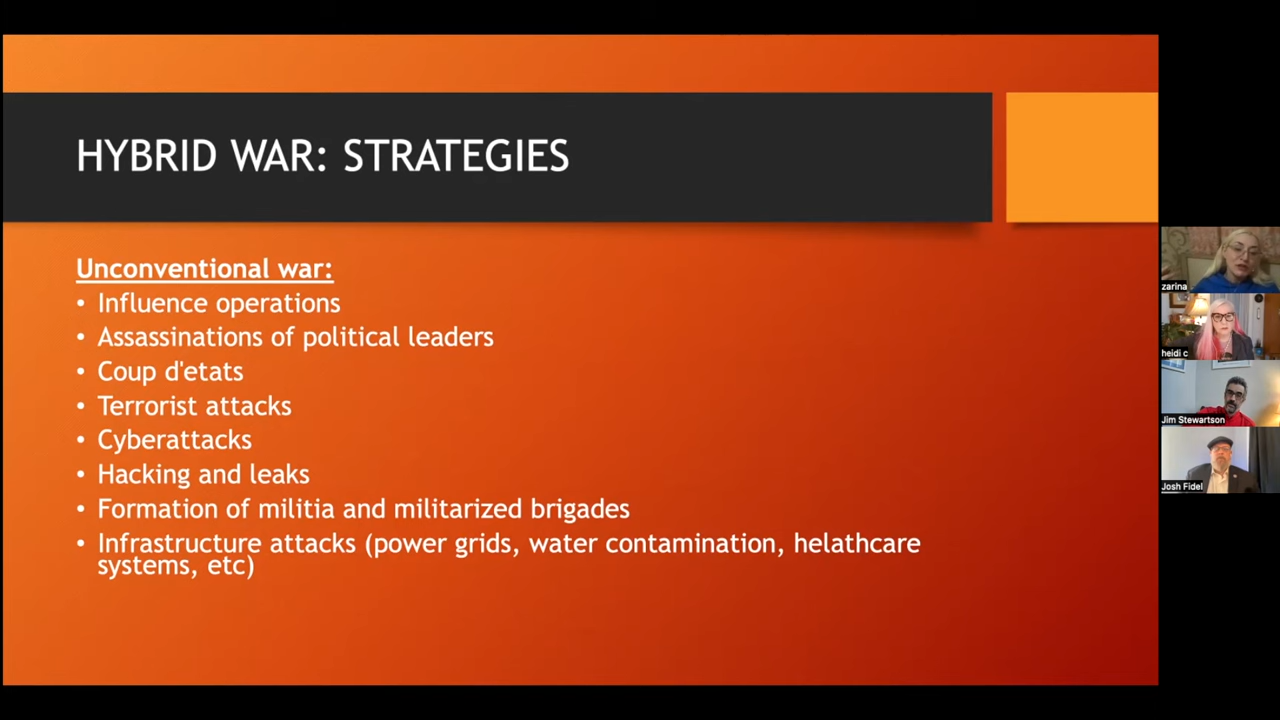 HYBRID WAR: STRATEGIES
Unconventional war:
• Influence operations
• Assassinations of political leaders
• Coup d'etats
• Terrorist attacks
• Cyberattacks
• Hacking and leaks
• Formation of militia and militarized brigades
• Infrastructure attacks (power grids, water contamination, helathcare
systems, etc)
zarina
heidi c
Jim Stewartson
Josh Fidel